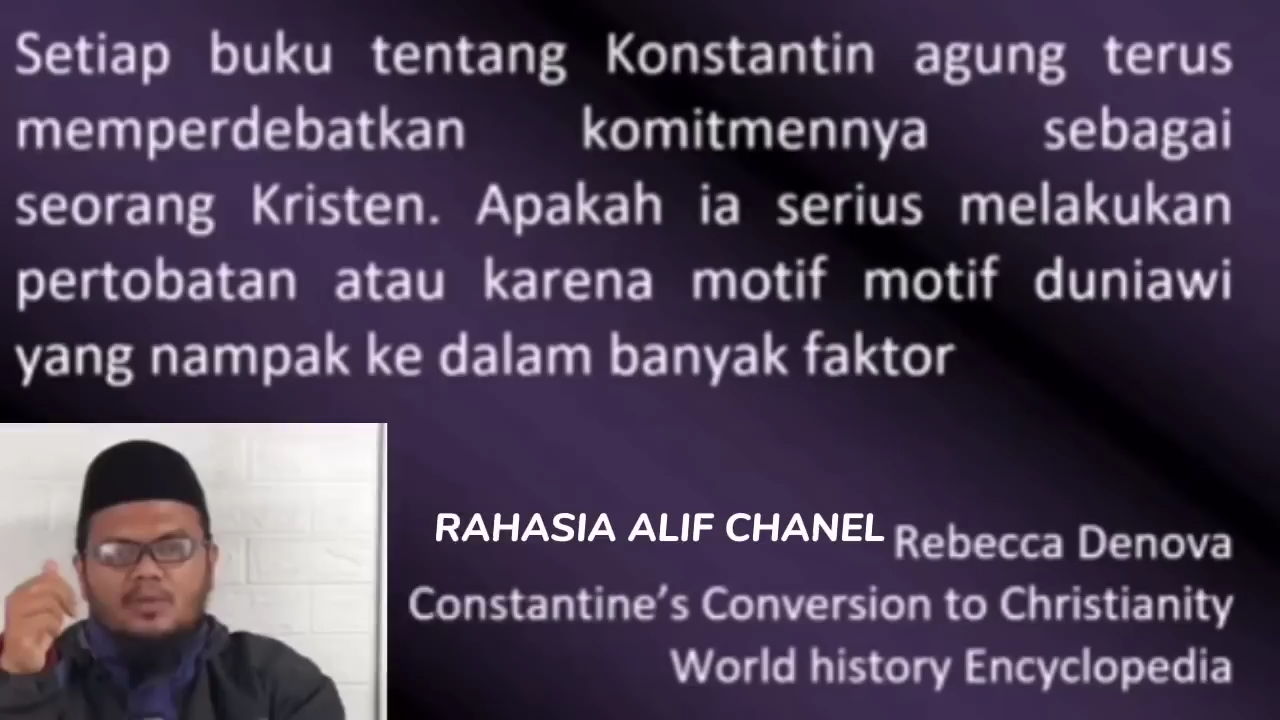 Setiap buku tentang Konstantin agung terus
memperdebatkan komitmennya sebagai
seorang Kristen. Apakah ia serius melakukan
pertobatan atau karena motif motif duniawi
yang nampak ke dalam banyak faktor
RAHASIA ALIF CHANEL
Rebecca Denova
Constantine's Conversion to Christianity
World history Encyclopedia